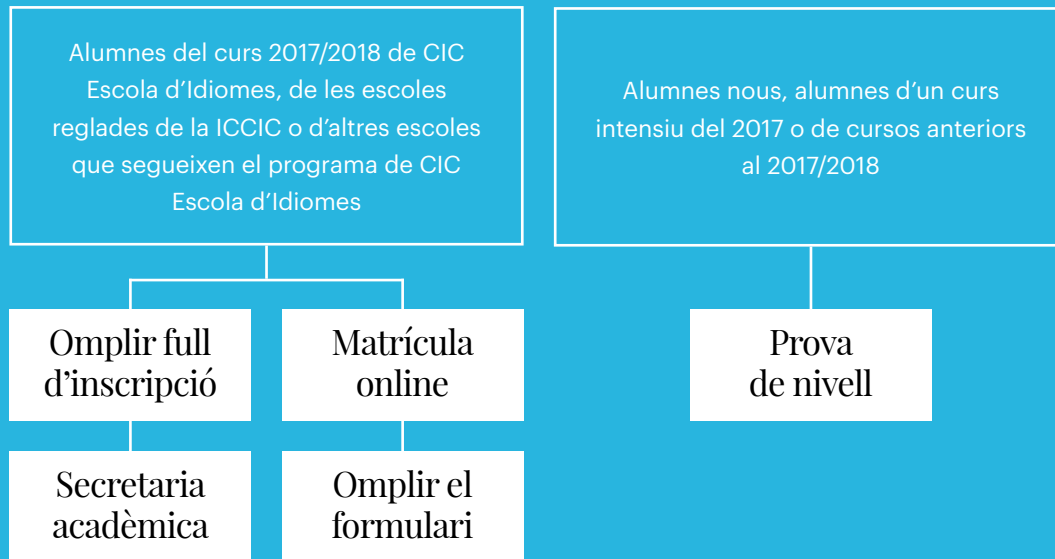 Alumnes del curs 2017/2018 de CIC
Escola d’Idiomes, de les escoles
reglades de la ICCIC o d’altres escoles
que segueixen el programa de CIC
Escola d’Idiomes
Alumnes nous, alumnes d’un curs
intensiu del 2017 o de cursos anteriors
al 2017/2018
Omplir full
d’inscripció
Matrícula
online
Prova
de nivell
Secretaria
acadèmica
Omplir el
formulari